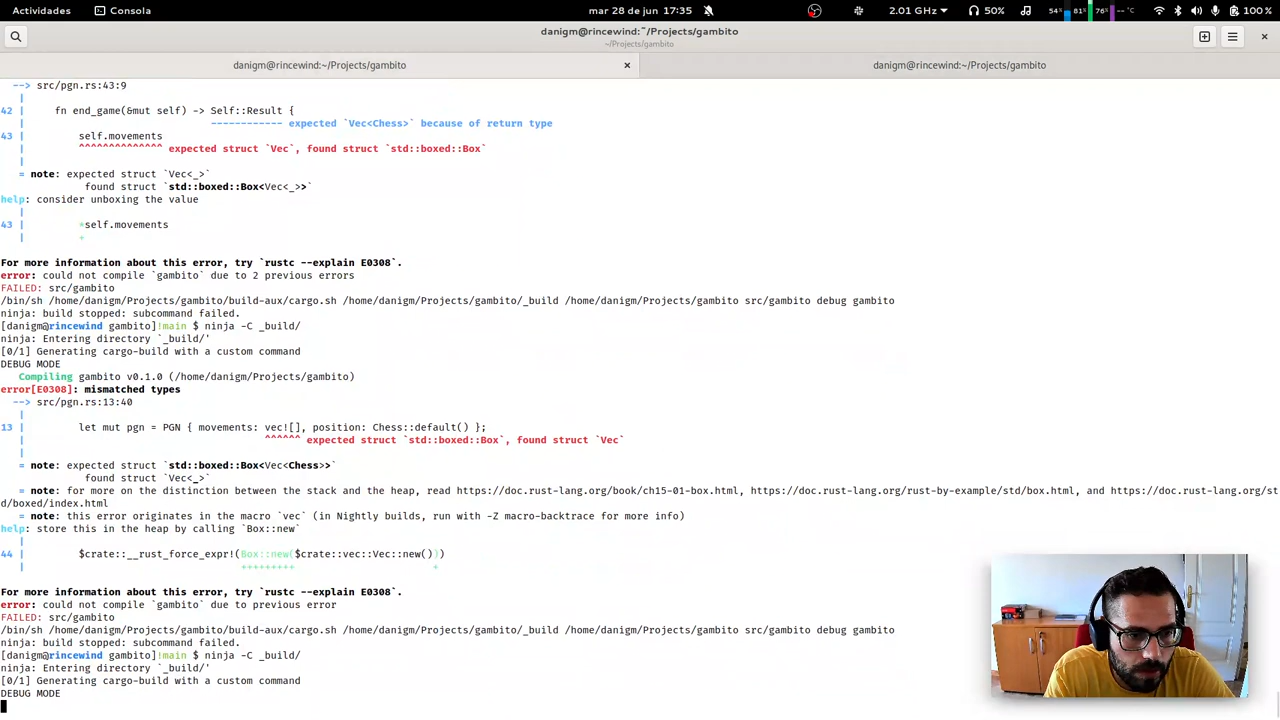 Actividades
Consola
mar 28 de jun 17:35
2.01 GHz
50%
54%
81%
76%
--°C
100 %
danigm@rincewind:~/Projects/gambito
~/Projects/gambito
danigm@rincewind:~/Projects/gambito
danigm@rincewind:~/Projects/gambito
--> src/pgn.rs:43:9
|
42 |     fn end_game(&mut self) -> Self::Result {
|                               ------------ expected `Vec<Chess>` because of return type
43 |         self.movements
|         ^^^^^^^^^^^^^^ expected struct `Vec`, found struct `std::boxed::Box`
|
= note: expected struct `Vec<_>`
found struct `std::boxed::Box<Vec<_>>`
help: consider unboxing the value
|
43 |         *self.movements
|         +
For more information about this error, try `rustc --explain E0308`.
error: could not compile `gambito` due to 2 previous errors
FAILED: src/gambito
/bin/sh /home/danigm/Projects/gambito/build-aux/cargo.sh /home/danigm/Projects/gambito/_build /home/danigm/Projects/gambito src/gambito debug gambito
ninja: build stopped: subcommand failed.
[danigm@rincewind gambito]!main $ ninja -C _build/
ninja: Entering directory `_build/'
[0/1] Generating cargo-build with a custom command
DEBUG MODE
Compiling gambito v0.1.0 (/home/danigm/Projects/gambito)
error[E0308]: mismatched types
--> src/pgn.rs:13:40
|
13 |         let mut pgn = PGN { movements: vec![], position: Chess::default() };
|                                        ^^^^^^ expected struct `std::boxed::Box`, found struct `Vec`
|
= note: expected struct `std::boxed::Box<Vec<Chess>>`
found struct `Vec<_>`
= note: for more on the distinction between the stack and the heap, read https://doc.rust-lang.org/book/ch15-01-box.html, https://doc.rust-lang.org/rust-by-example/std/box.html, and https://doc.rust-lang.org/st
d/boxed/index.html
= note: this error originates in the macro `vec` (in Nightly builds, run with -Z macro-backtrace for more info)
help: store this in the heap by calling `Box::new`
|
44 |         $crate::__rust_force_expr!(Box::new($crate::vec::Vec::new()))
|                                    +++++++++                       +
For more information about this error, try `rustc --explain E0308`.
error: could not compile `gambito` due to previous error
FAILED: src/gambito
/bin/sh /home/danigm/Projects/gambito/build-aux/cargo.sh /home/danigm/Projects/gambito/_build /home/danigm/Projects/gambito src/gambito debug gambito
ninja: build stopped: subcommand failed.
[danigm@rincewind gambito]!main $ ninja -C _build/
ninja: Entering directory `_build/'
[0/1] Generating cargo-build with a custom command
DEBUG MODE